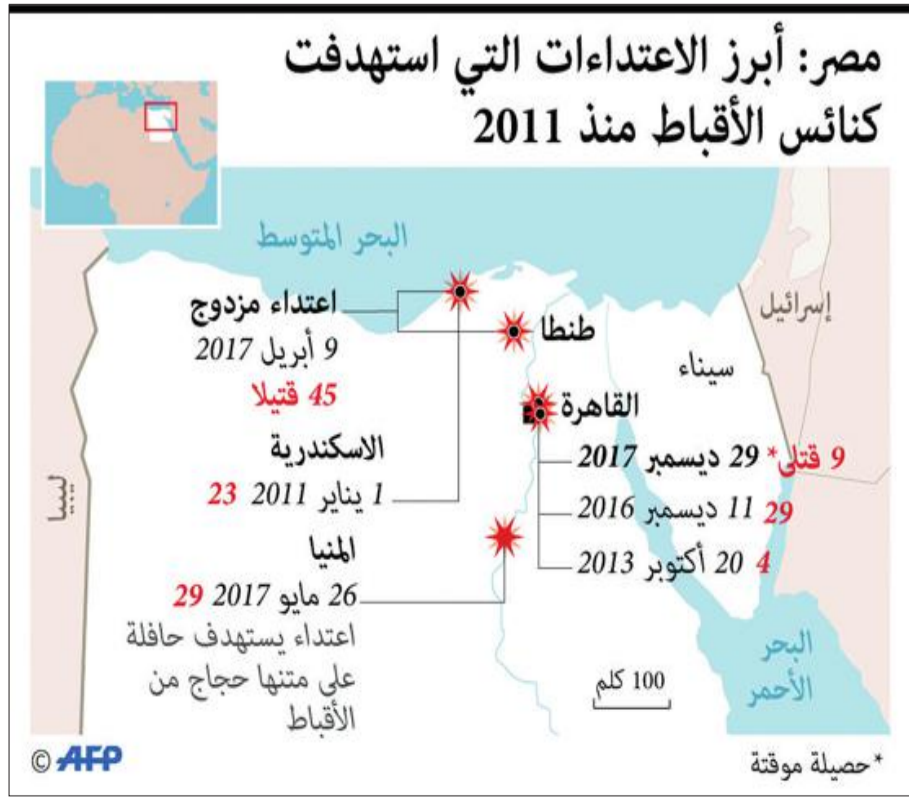 مصر: أبرز الاعتداءات التي استهدفت
كنائس الأقباط منذ 2011
البحر المتوسط
إسرائيل
سيناء
ليبيا
طنطا
اعتداء مزدوج
9 أبريل 2017
45 قتيلا
القاهرة
29 ديسمبر 2017 9 قتلى*
11 ديسمبر 2016 29
20 أكتوبر 2013 4
الاسكندرية
1 يناير 2011 23
المنيا
26 مايو 2017 29
اعتداء يستهدف حافلة
على متنها حجاج من
الأقباط
100 كلم
البحر
الأحمر
*حصيلة موقتة
© AFP